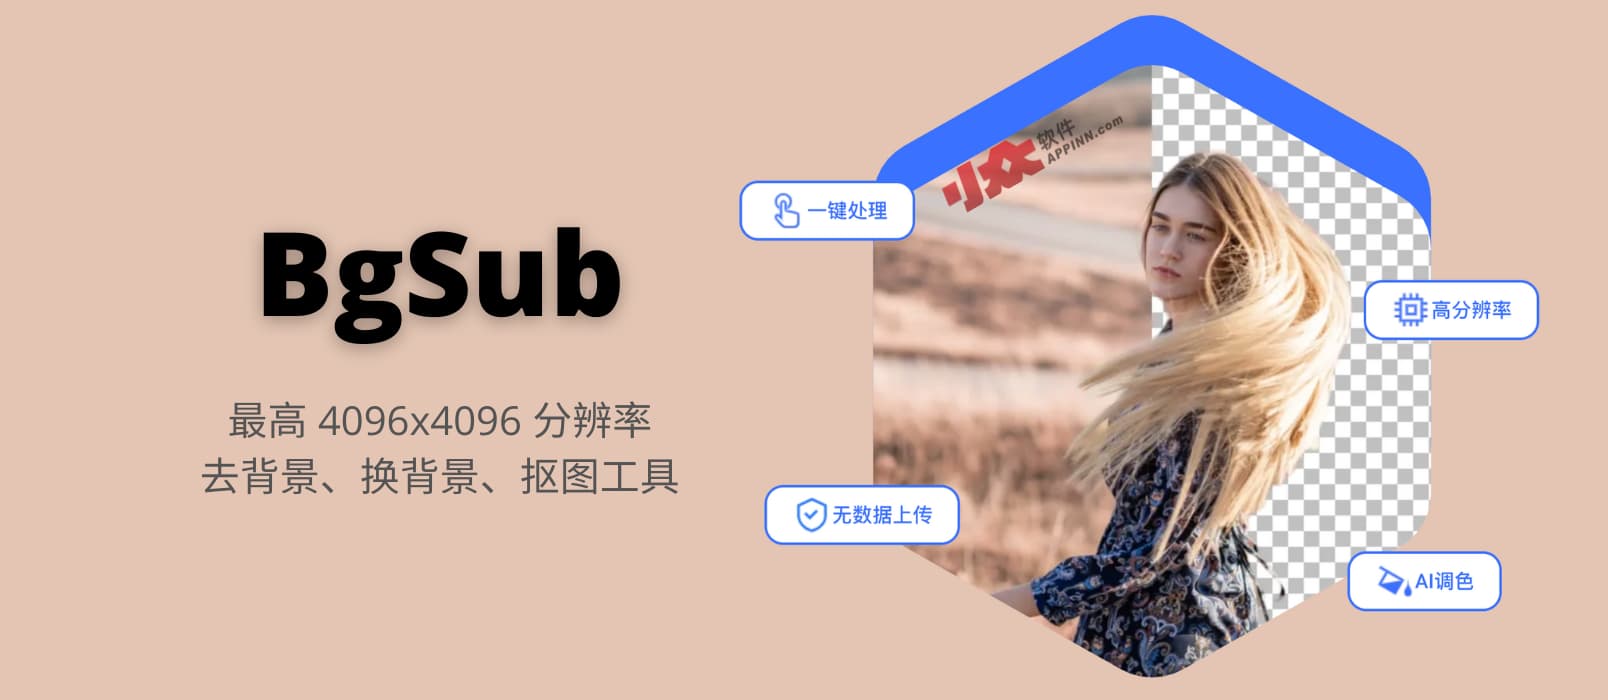 BgSub
最高 4096x4096 分辨率
去背景、换背景、抠图工具
小众
软件
APPINN.com
一键处理
高分辨率
无数据上传
AI调色